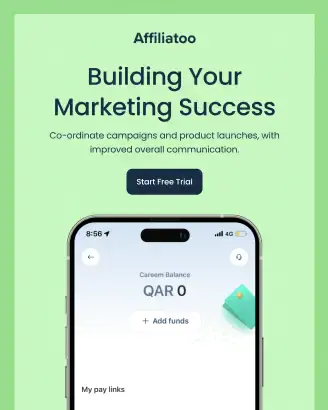 Affiliatoo
Building Your
Marketing Success
Co-ordinate campaigns and product launches, with
improved overall communication.
Start Free Trial
8:56
4G
Careem Balance
QAR 0
+ Add funds
My pay links